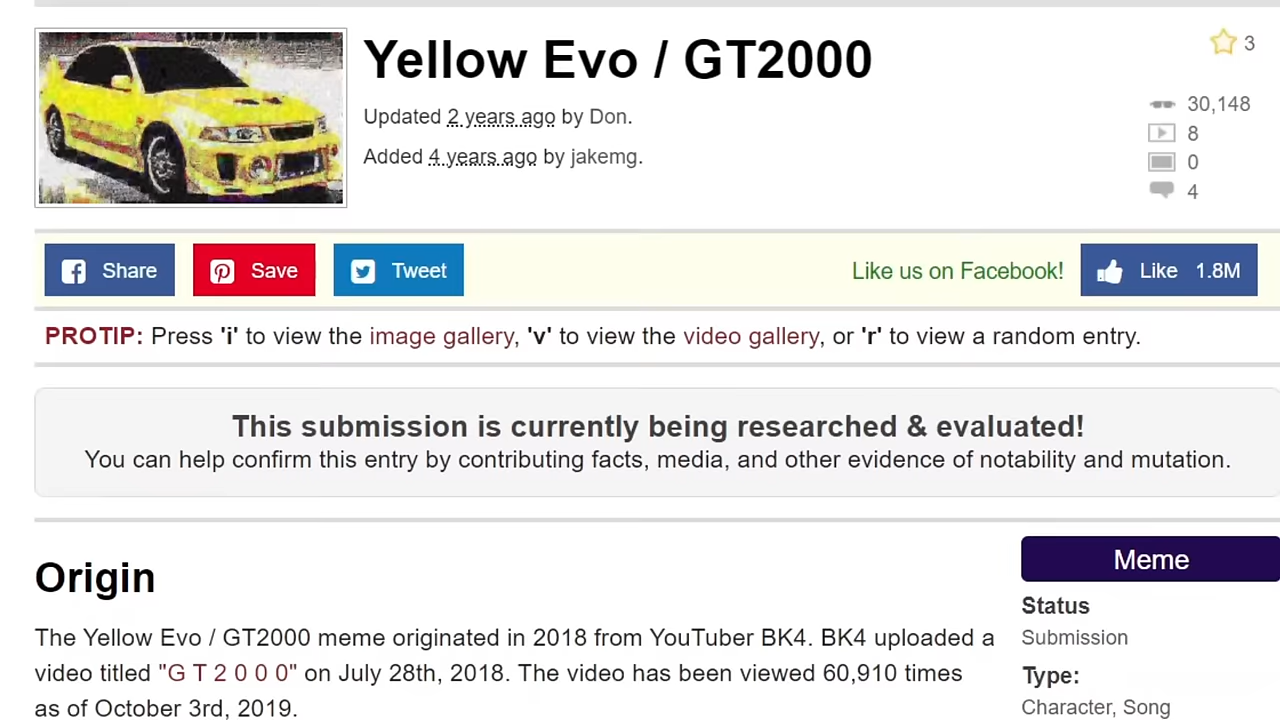 Yellow Evo / GT2000
3
Updated 2 years ago by Don.
Added 4 years ago by jakemg.
30,148
8
0
4
Share
Save
Tweet
Like us on Facebook!
Like 1.8M
PROTIP: Press 'i' to view the image gallery, 'v' to view the video gallery, or 'r' to view a random entry.
This submission is currently being researched & evaluated!
You can help confirm this entry by contributing facts, media, and other evidence of notability and mutation.
Origin
The Yellow Evo / GT2000 meme originated in 2018 from YouTuber BK4. BK4 uploaded a
video titled "G T 2 0 0 0" on July 28th, 2018. The video has been viewed 60,910 times
as of October 3rd, 2019.
Meme
Status
Submission
Type:
Character, Song